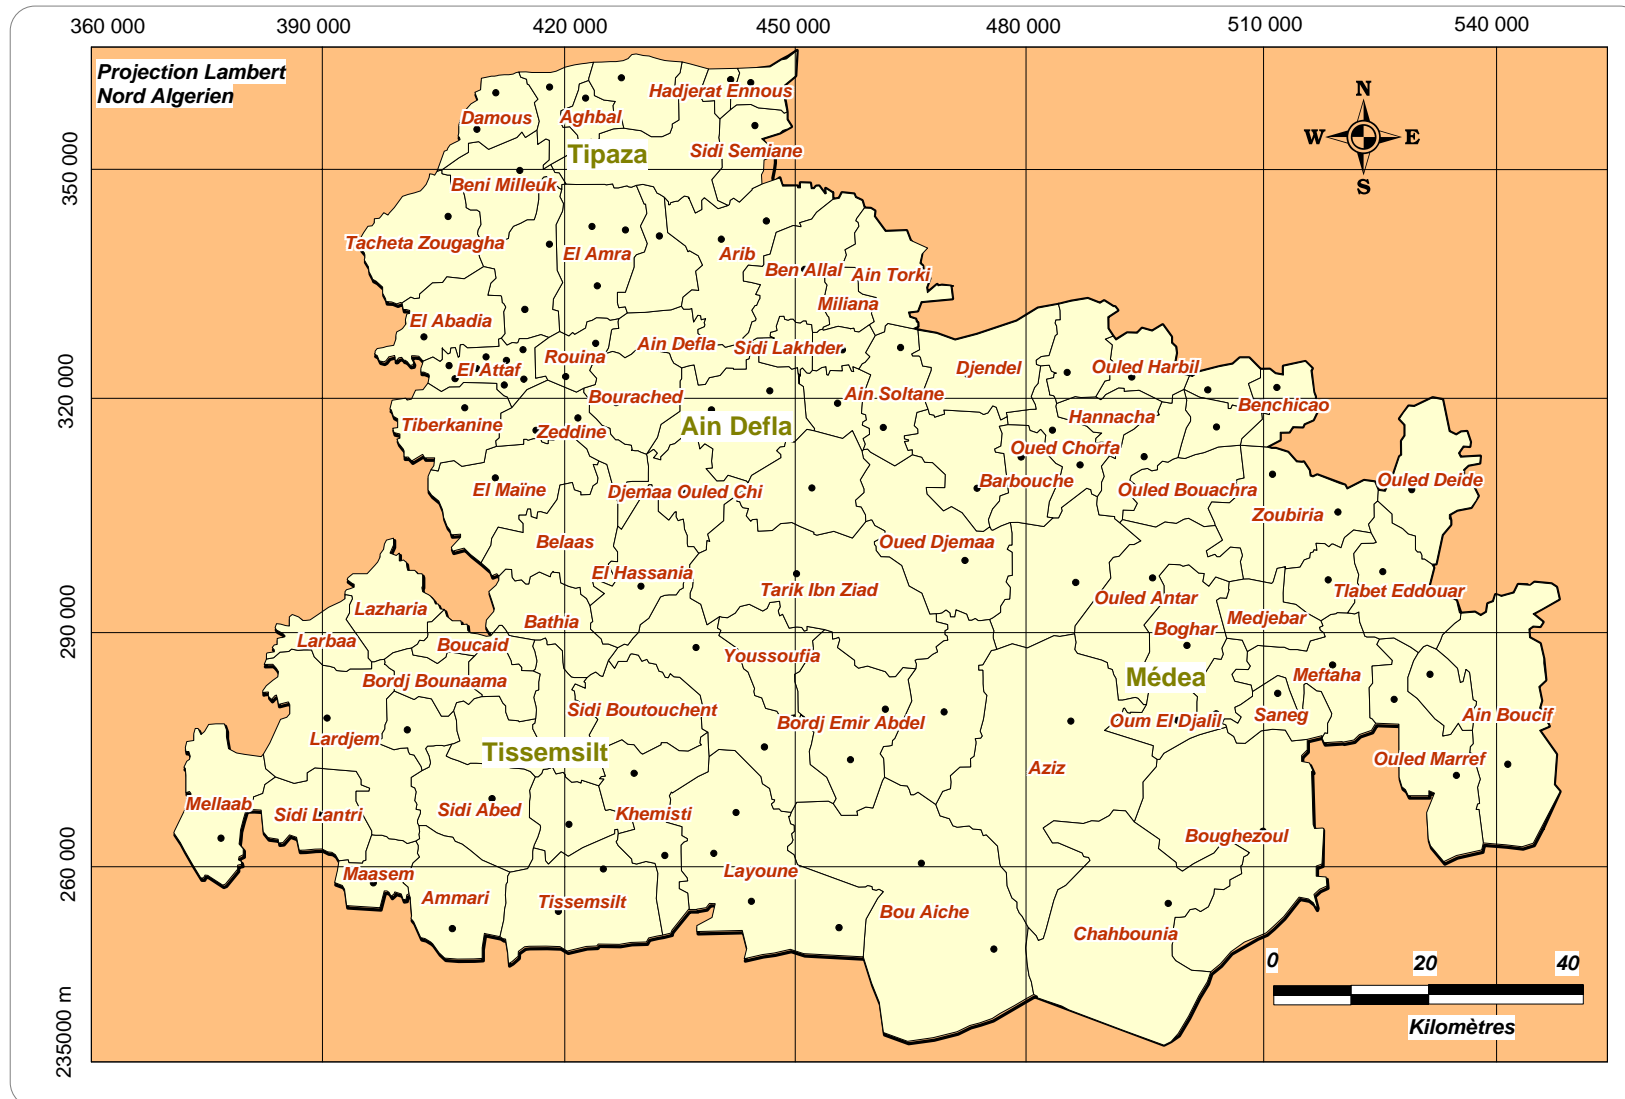 360 000
390 000
420 000
450 000
480 000
510 000
540 000
Projection Lambert
Nord Algerien
N
W
E
S
350 000
320 000
290 000
260 000
235000 m
Hadjerat Ennous
Damous
Aghbal
Tipaza
Sidi Semiane
Beni Milleuk
Tacheta Zougagha
El Amra
Arib
Ben Allal
Ain Torki
Miliana
El Abadia
Ain Defla
Sidi Lakhder
Rouina
El Attaf
Djendel
Ouled Harbil
Bourached
Ain Soltane
Benchicao
Hannacha
Tiberkanine
Zeddine
Ain Defla
Oued Chorfa
Barbouche
Ouled Deide
El Maïne
Djemaa Ouled Chi
Ouled Bouachra
Zoubiria
Belaas
Oued Djemaa
El Hassania
Tarik Ibn Ziad
Ouled Antar
Tlabet Eddouar
Lazharia
Bathia
Boghar
Medjebar
Larbaa
Boucaid
Youssoufia
Bordj Bounaama
Médea
Meftaha
Sidi Boutouchent
Bordj Emir Abdel
Oum El Djalil
Saneg
Ain Boucif
Lardjem
Tissemsilt
Aziz
Ouled Marref
Mellaab
Sidi Lantri
Sidi Abed
Khemisti
Boughezoul
Maasem
Layoune
Ammari
Tissemsilt
Bou Aiche
Chahbounia
0
20
40
Kilomètres